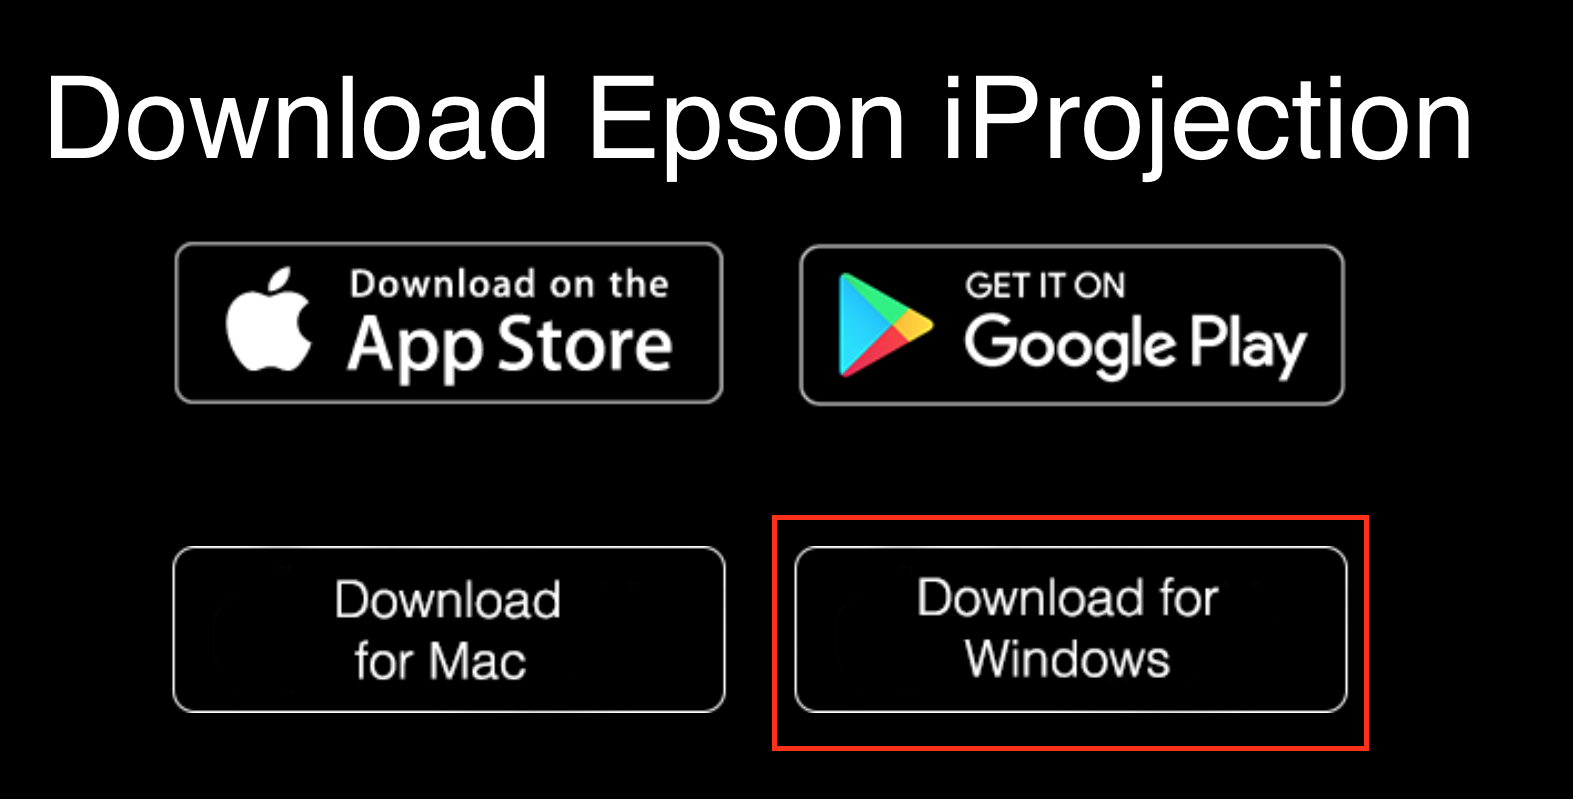 Download Epson iProjection
Download on the
App Store
GET IT ON
Google Play
Download
for Mac
Download for
Windows